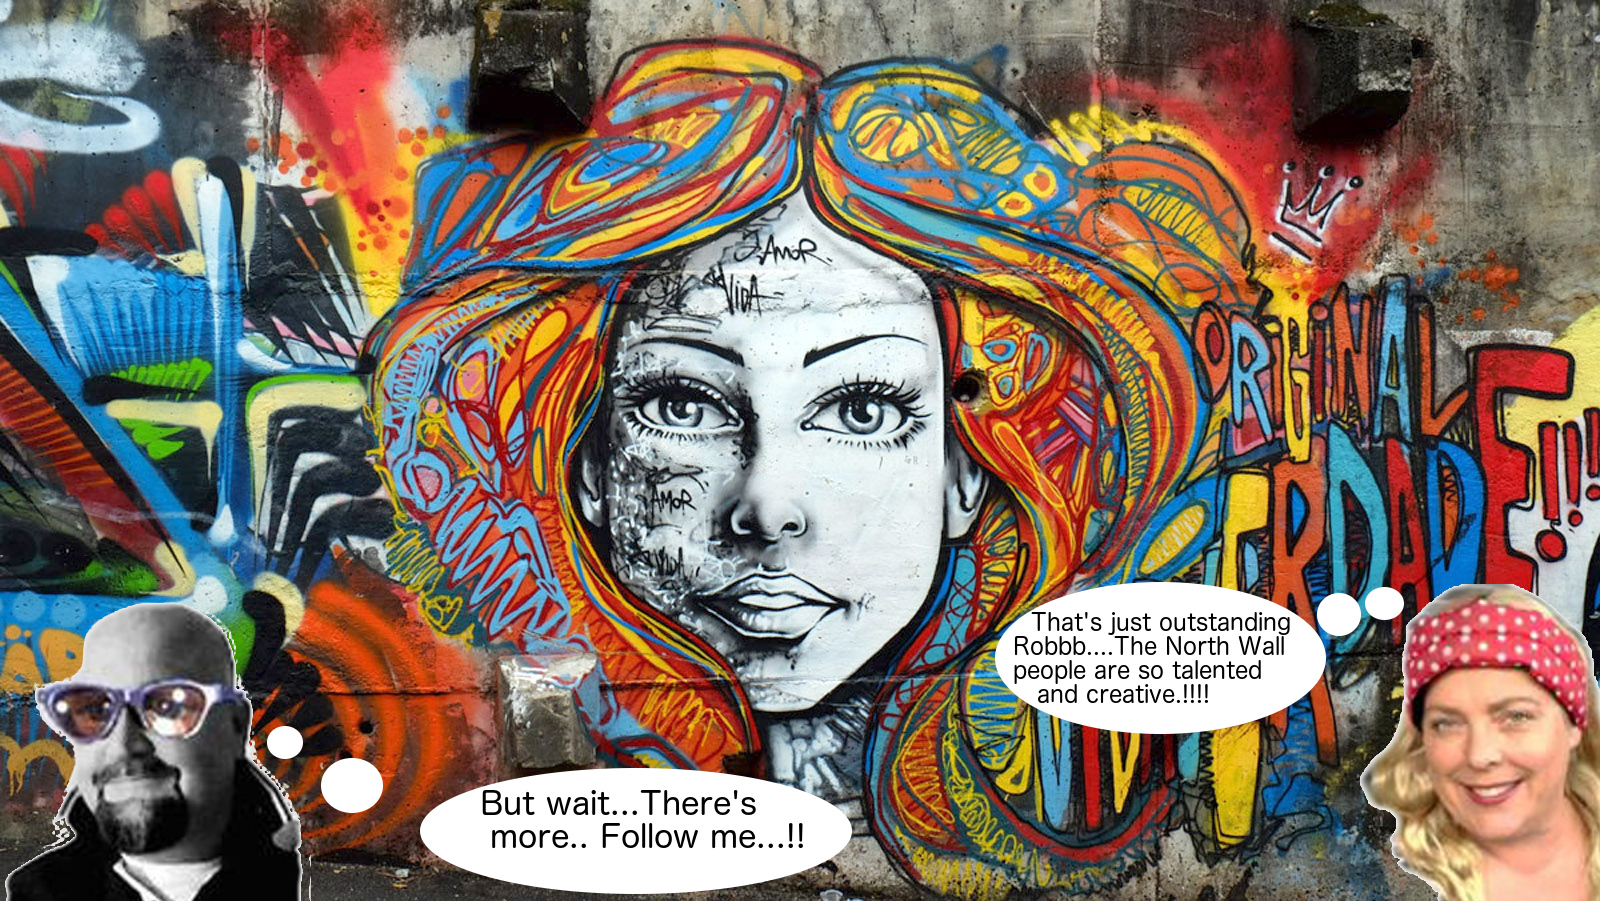 AMOR
VIDA
ORIGINAL
VERDADE!!!
AMOR
VIDA
That's just outstanding
Robbb....The North Wall
people are so talented
and creative.!!!!
But wait...There's
more.. Follow me...!!